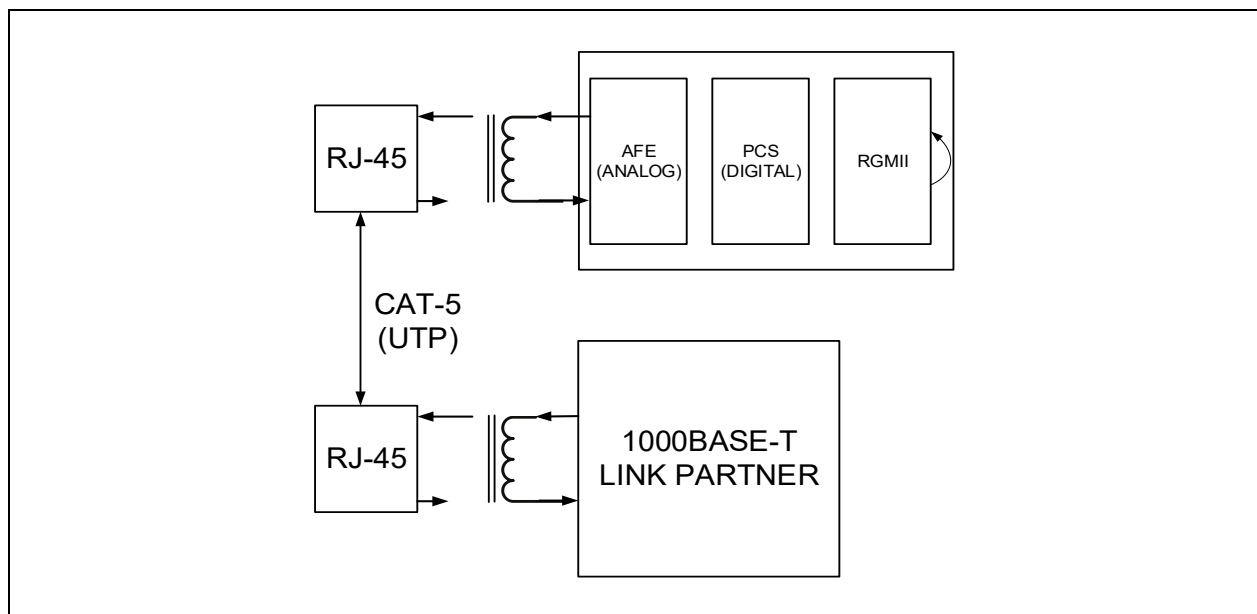 RJ-45
AFE
(ANALOG)
PCS
(DIGITAL)
RGMII
CAT-5
(UTP)
RJ-45
1000BASE-T
LINK PARTNER